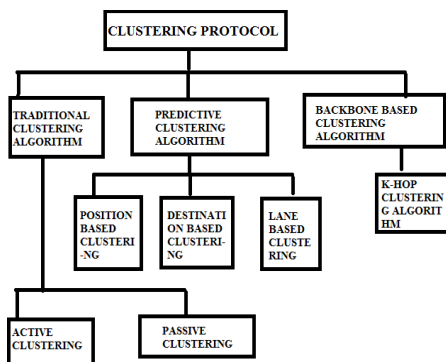 CLUSTERING PROTOCOL
TRADITIONAL
CLUSTERING
ALGORITHM
PREDICTIVE
CLUSTERING
ALGORITHM
BACKBONE BASED
CLUSTERING
ALGORITHM
POSITION
BASED
CLUSTERI
-NG
DESTINATI
ON BASED
CLUSTERI-
NG
LANE
BASED
CLUSTE
RING
K-HOP
CLUSTERIN
G ALGORIT
HM
ACTIVE
CLUSTERING
PASSIVE
CLUSTERING